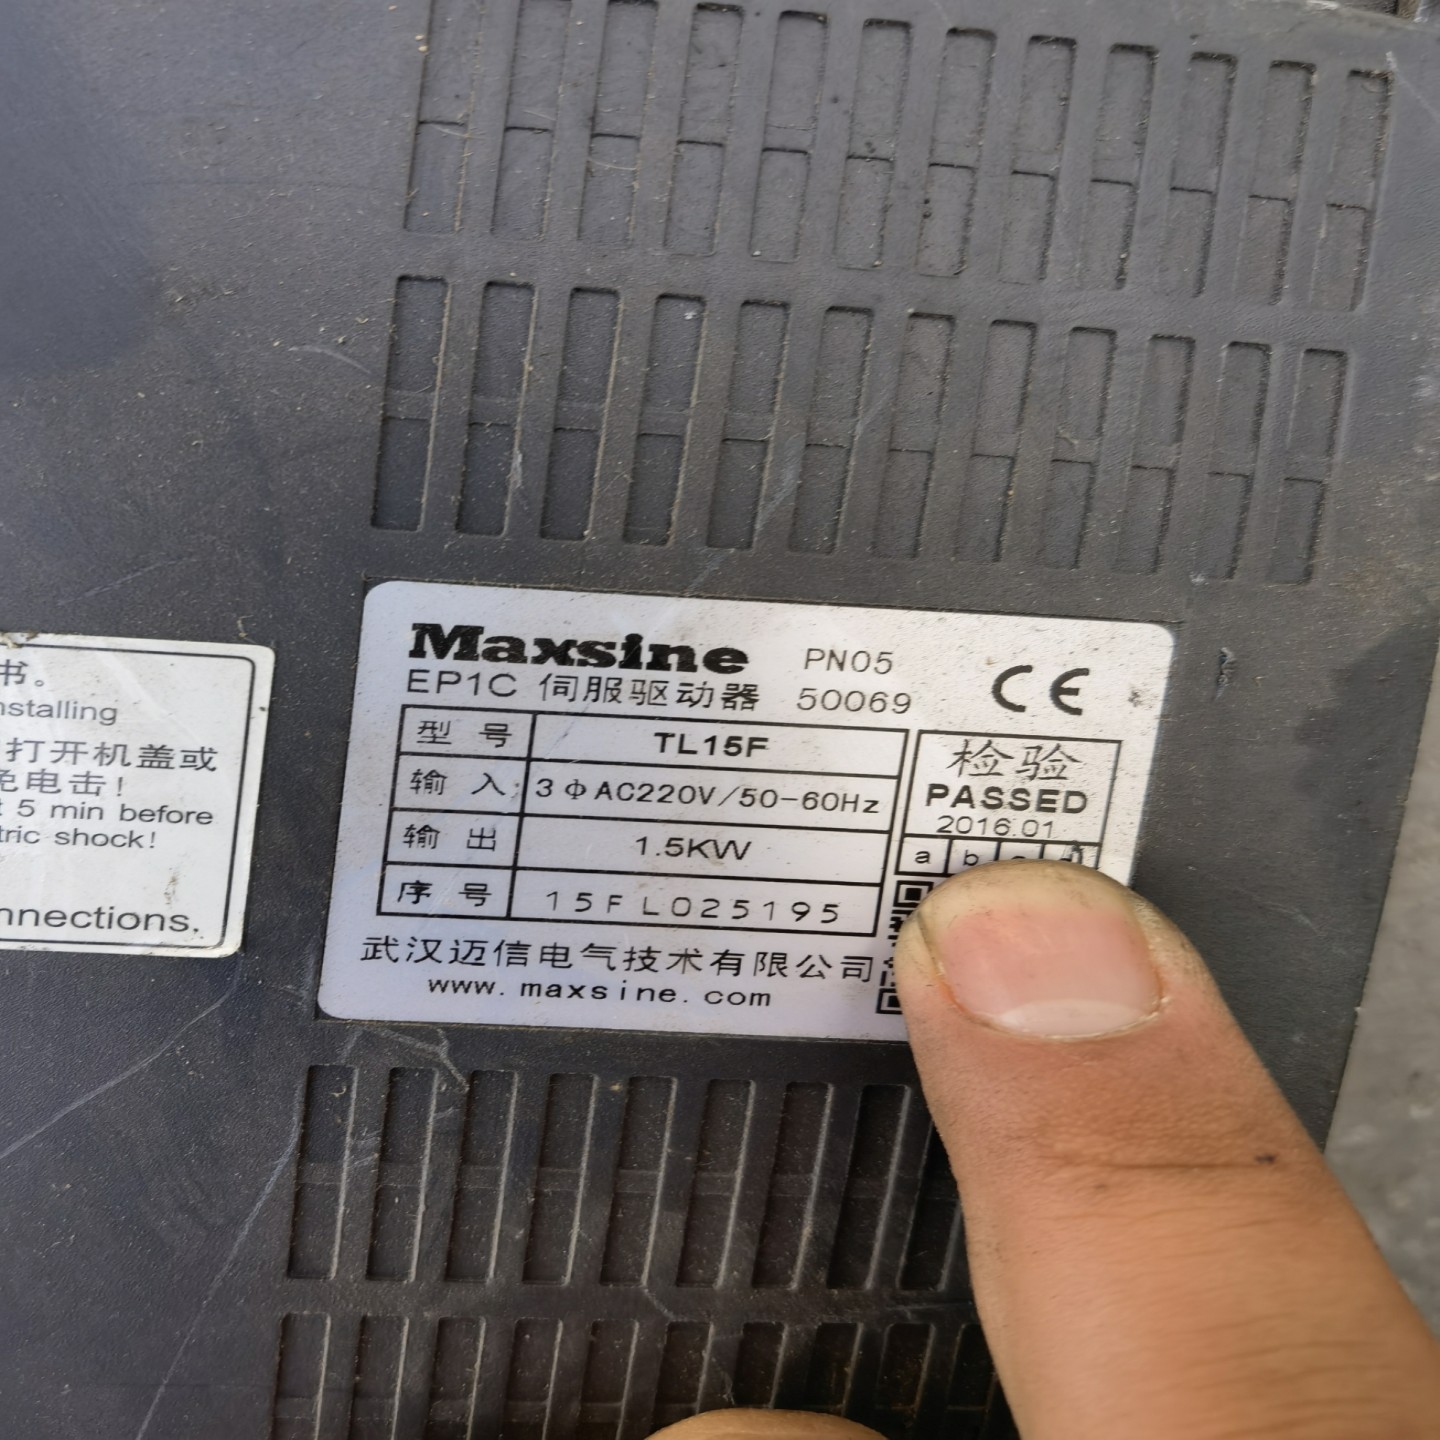 书。
nstalling
打开机盖或
免电击!
t 5 min before
tric shock!
nnections.
Maxsine PN05
EP1C 伺服驱动器 50069
CE
型号 TL15F
输入 3ΦAC220V/50-60Hz
输出 1.5KW
序号 15FL025195
检验
PASSED
2016.01
a b
武汉迈信电气技术有限公司
www.maxsine.com